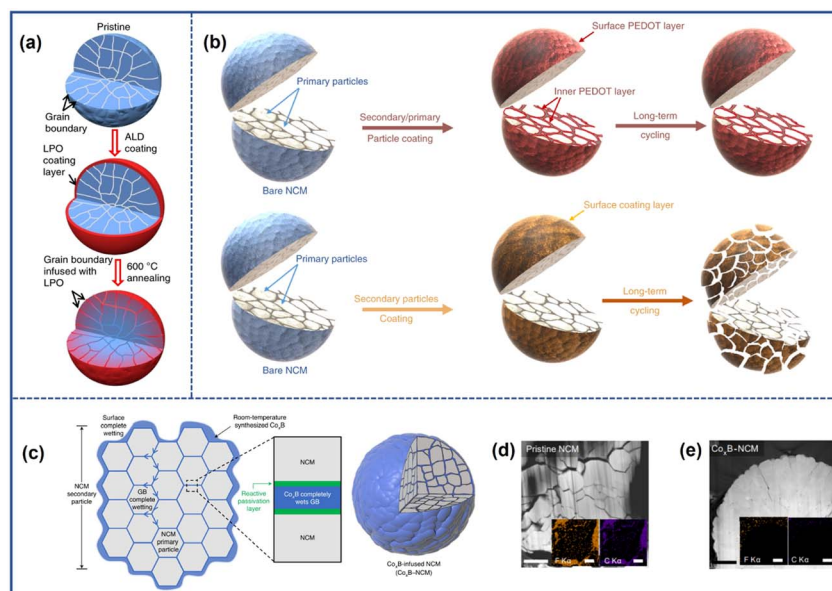 (a)
Pristine
Grain
boundary
ALD
coating
LPO
coating
layer
Grain boundary
infused with
LPO
600 °C
annealing
(b)
Primary particles
Bare NCM
Secondary/primary
Particle coating
Surface PEDOT layer
Inner PEDOT layer
Long-term
cycling
Primary particles
Bare NCM
Secondary particles
Coating
Surface coating layer
Long-term
cycling
(c)
Surface
complete
wetting
Room-temperature
synthesized CoₓB
NCM
secondary
particle
GB
complete
wetting
NCM
primary
particle
Reactive
passivation
layer
NCM
CoₓB completely
wets GB
NCM
CoₓB-infused NCM
(CoₓB–NCM)
(d)
Pristine NCM
F Kα
C Kα
(e)
CoₓB–NCM
F Kα
C Kα